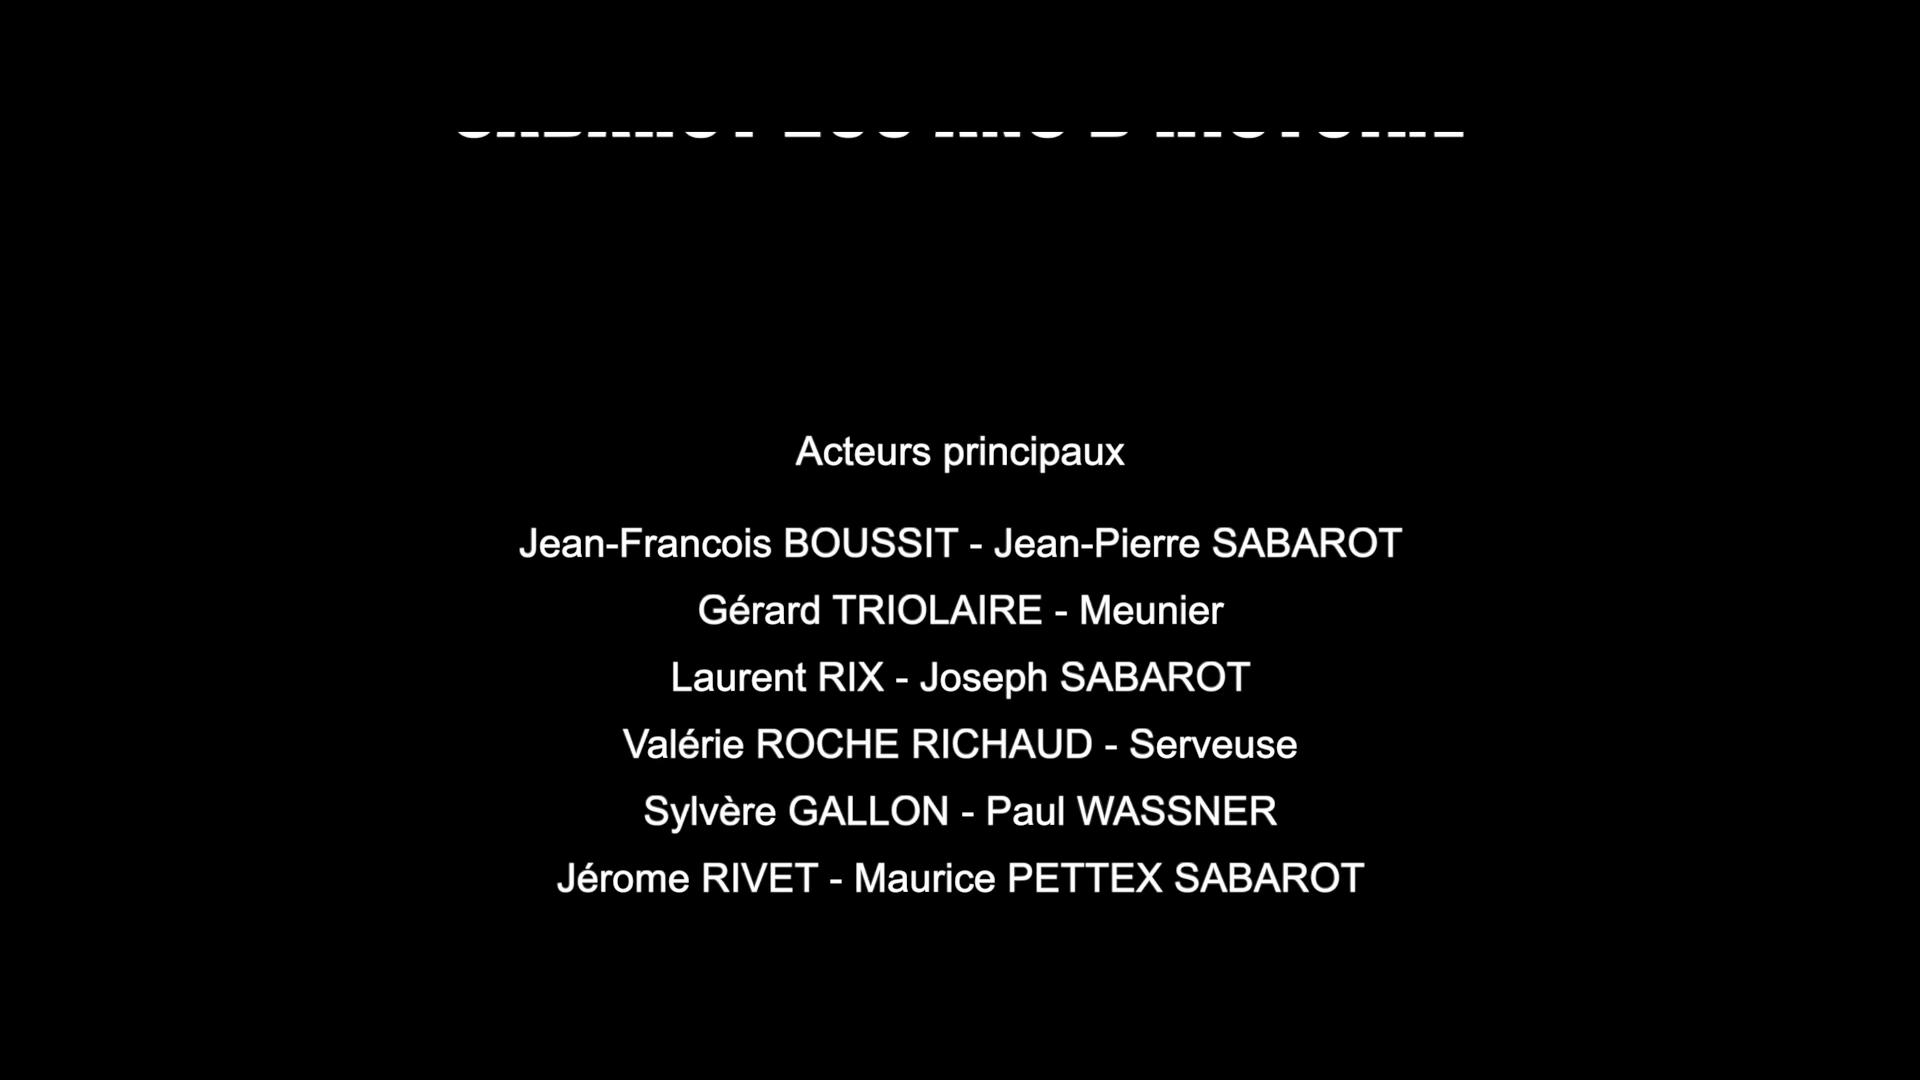 Acteurs principaux
Jean-Francois BOUSSIT - Jean-Pierre SABAROT
Gérard TRIOLAIRE - Meunier
Laurent RIX - Joseph SABAROT
Valérie ROCHE RICHAUD - Serveuse
Sylvère GALLON - Paul WASSNER
Jérome RIVET - Maurice PETTEX SABAROT